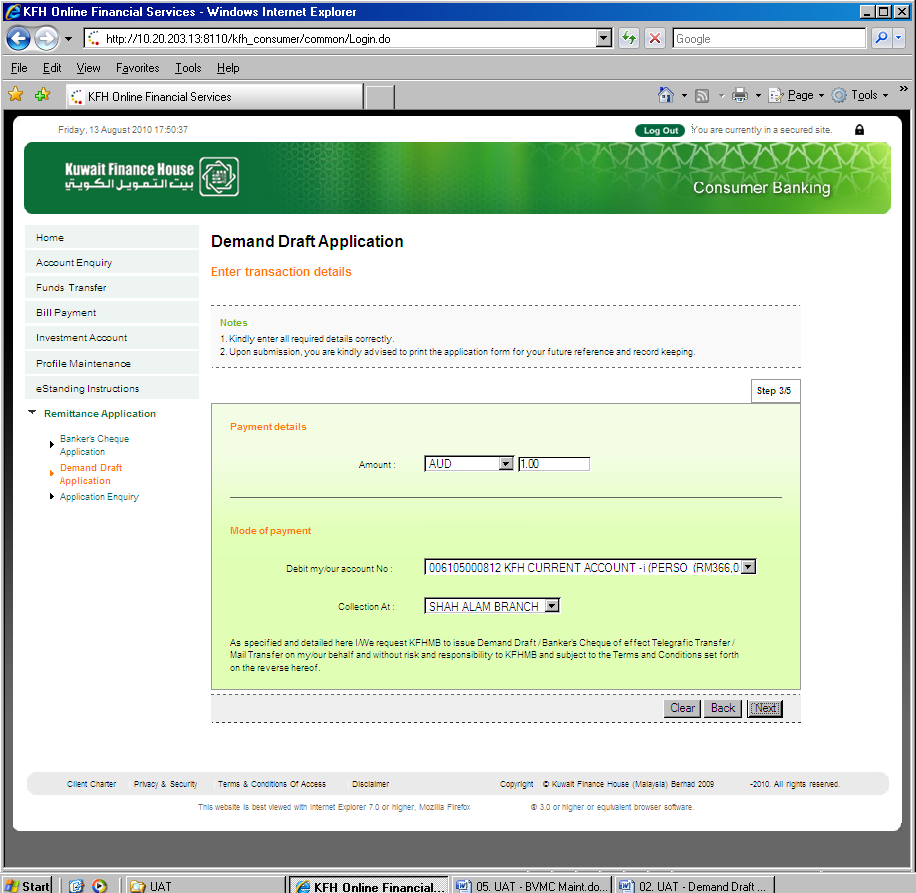 KFH Online Financial Services - Windows Internet Explorer
http://10.20.203.13:8110/kfh_consumer/common/Login.do
Google
File Edit View Favorites Tools Help
KFH Online Financial Services
Page Tools »
Friday, 13 August 2010 17:50:37
Log Out You are currently in a secured site.
Kuwait Finance House
بيت التمويل الكويتي
Consumer Banking
Home
Account Enquiry
Funds Transfer
Bill Payment
Investment Account
Profile Maintenance
eStanding Instructions
Remittance Application
Banker's Cheque
Application
Demand Draft
Application
Application Enquiry
Demand Draft Application
Enter transaction details
Notes
1. Kindly enter all required details correctly.
2. Upon submission, you are kindly advised to print the application form for your future reference and record keeping.
Step 3/5
Payment details
Amount : AUD 1.00
Mode of payment
Debit my/our account No : 006105000812 KFH CURRENT ACCOUNT -i (PERSO (RM366,0
Collection At : SHAH ALAM BRANCH
As specified and detailed here I/We request KFHMB to issue Demand Draft / Banker's Cheque of effect Telegrafic Transfer /
Mail Transfer on my/our behalf and without risk and responsibility to KFHMB and subject to the Terms and Conditions set forth
on the reverse hereof.
Clear Back Next
Client Charter Privacy & Security Terms & Conditions Of Access Disclaimer Copyright © Kuwait Finance House (Malaysia) Berhad 2009 -2010. All rights reserved.
This website is best viewed with Internet Explorer 7.0 or higher, Mozilla Firefox ® 3.0 or higher or equivalent browser software.
Start UAT KFH Online Financial... 05. UAT - BVMC Maint.do... 02. UAT - Demand Draft ...